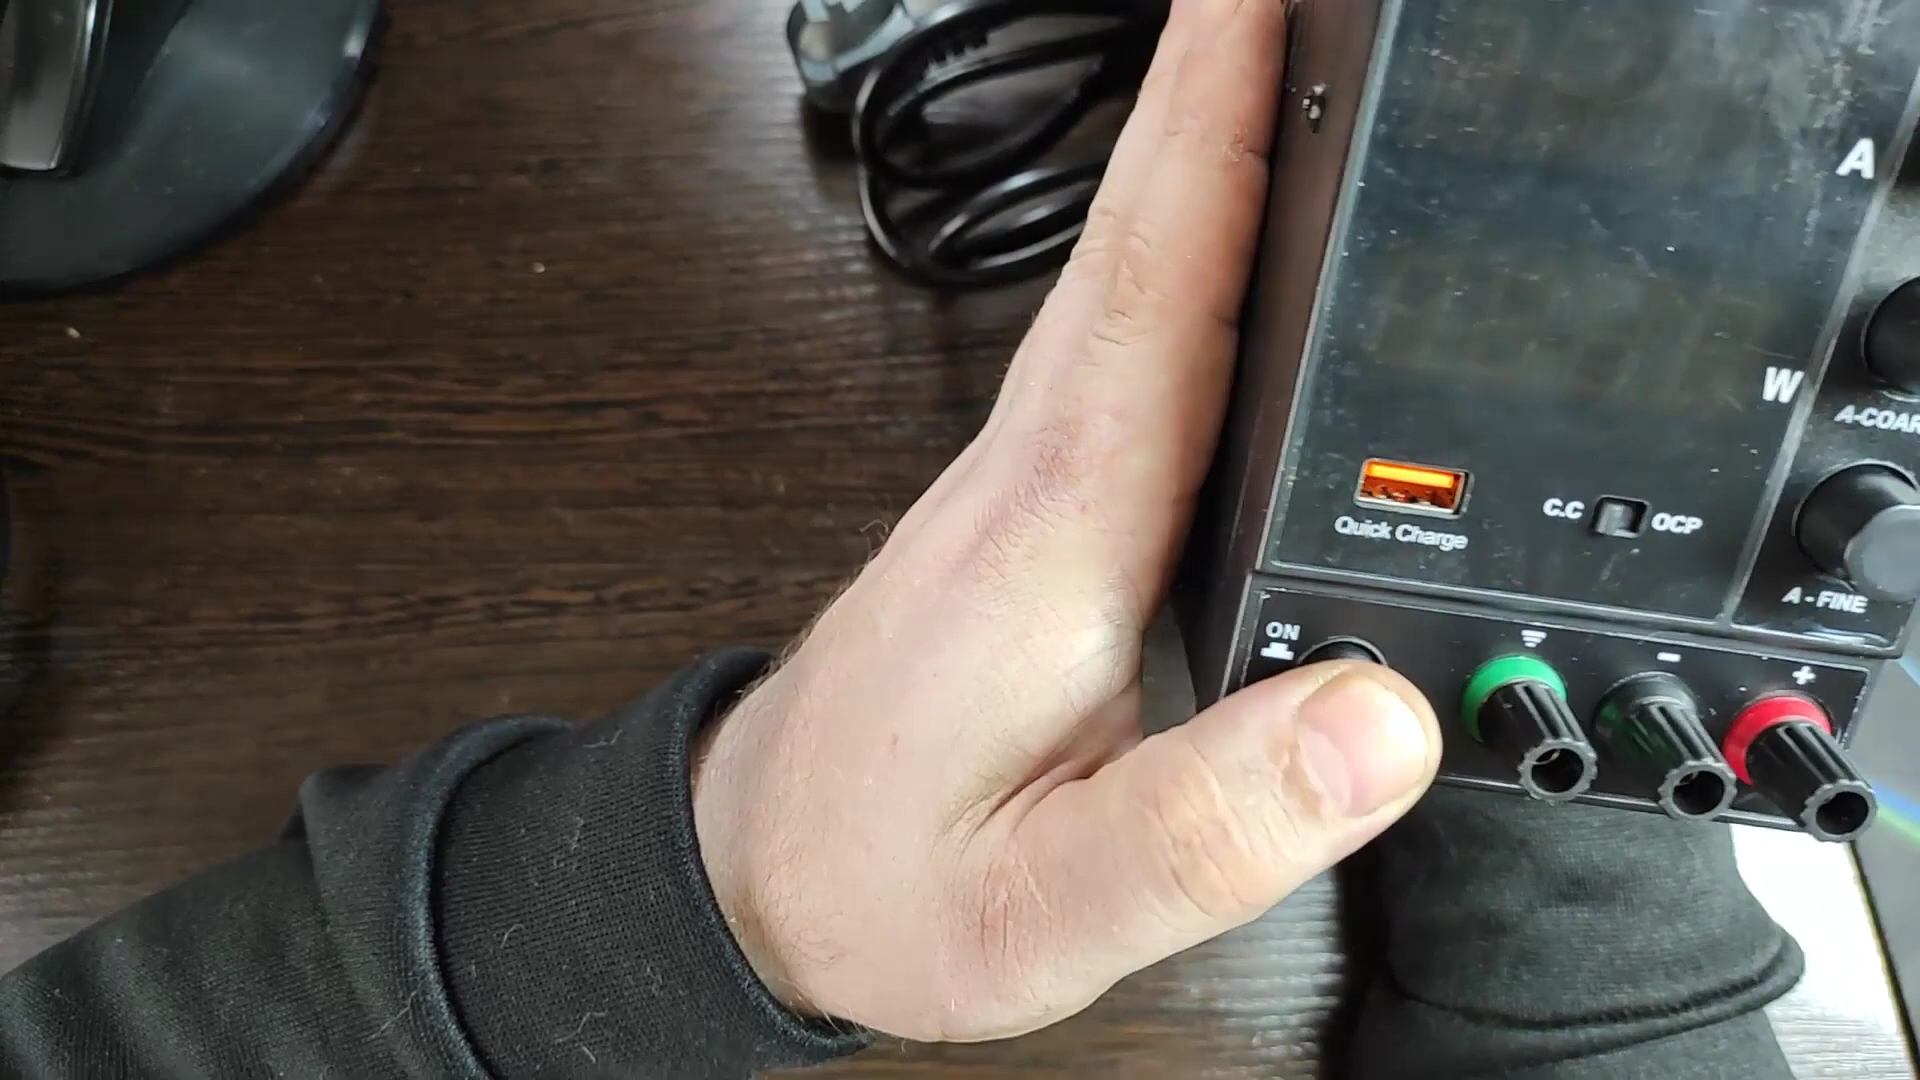 A
W
A-COAR
Quick Charge
C.C
OCP
A - FINE
ON
-
+